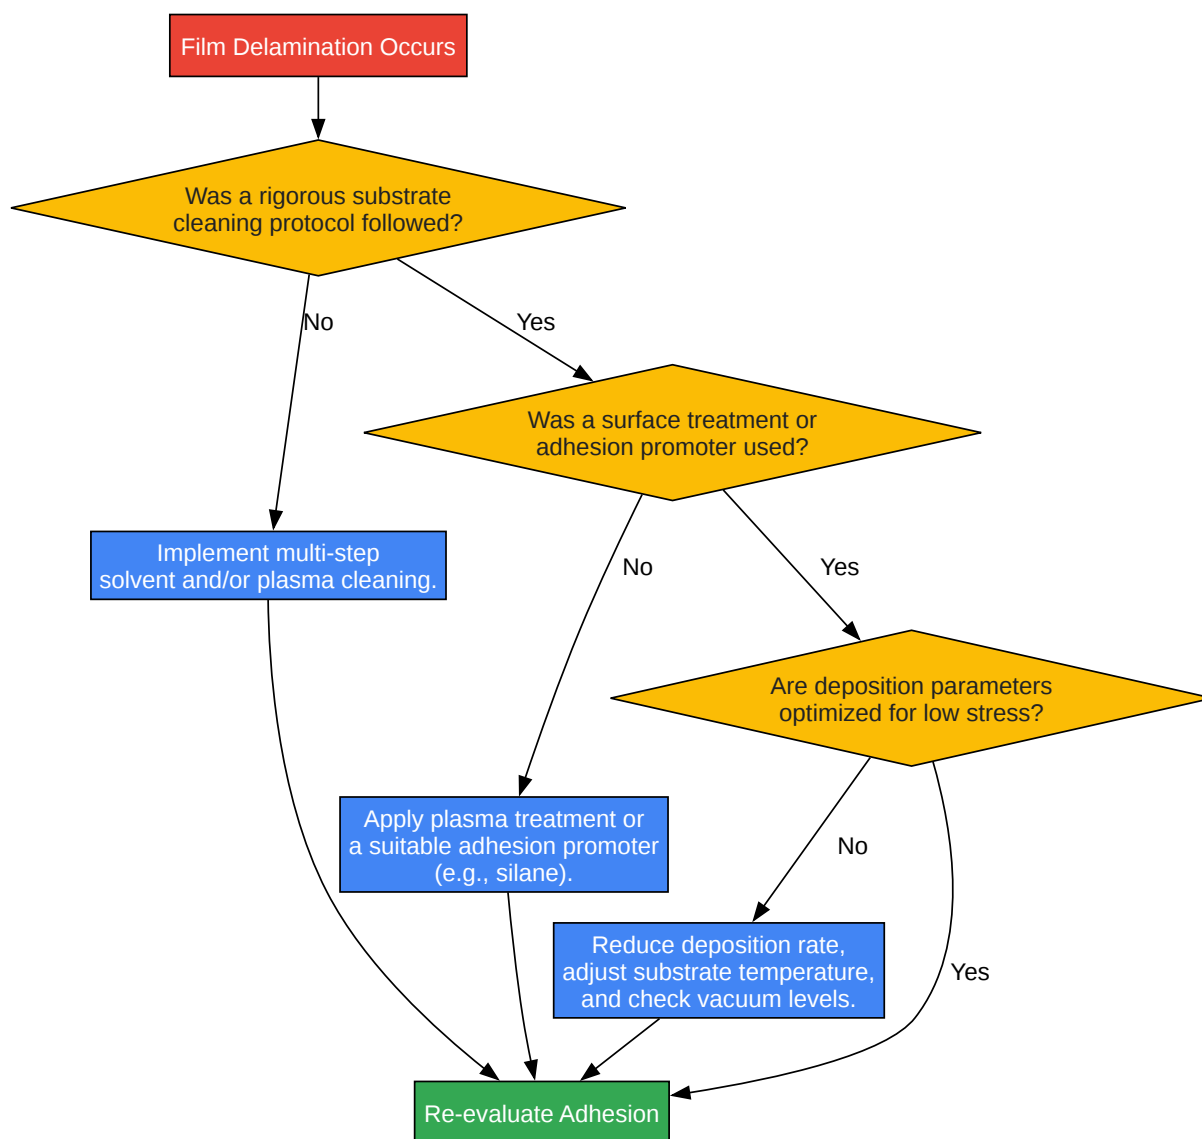 Film Delamination Occurs
Was a rigorous substrate
cleaning protocol followed?
No
Yes
Was a surface treatment or
adhesion promoter used?
Implement multi-step
solvent and/or plasma cleaning.
No
Yes
Are deposition parameters
optimized for low stress?
Apply plasma treatment or
a suitable adhesion promoter
(e.g., silane).
No
Reduce deposition rate,
adjust substrate temperature,
and check vacuum levels.
Yes
Re-evaluate Adhesion